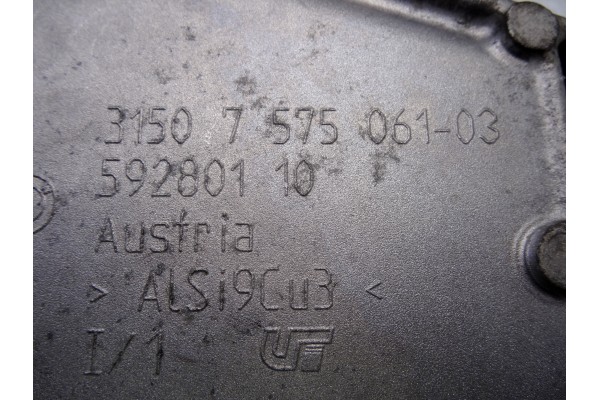 3150 7 575 061-03
592801 10
Austria
> AlSi9Cu3 <
I/1